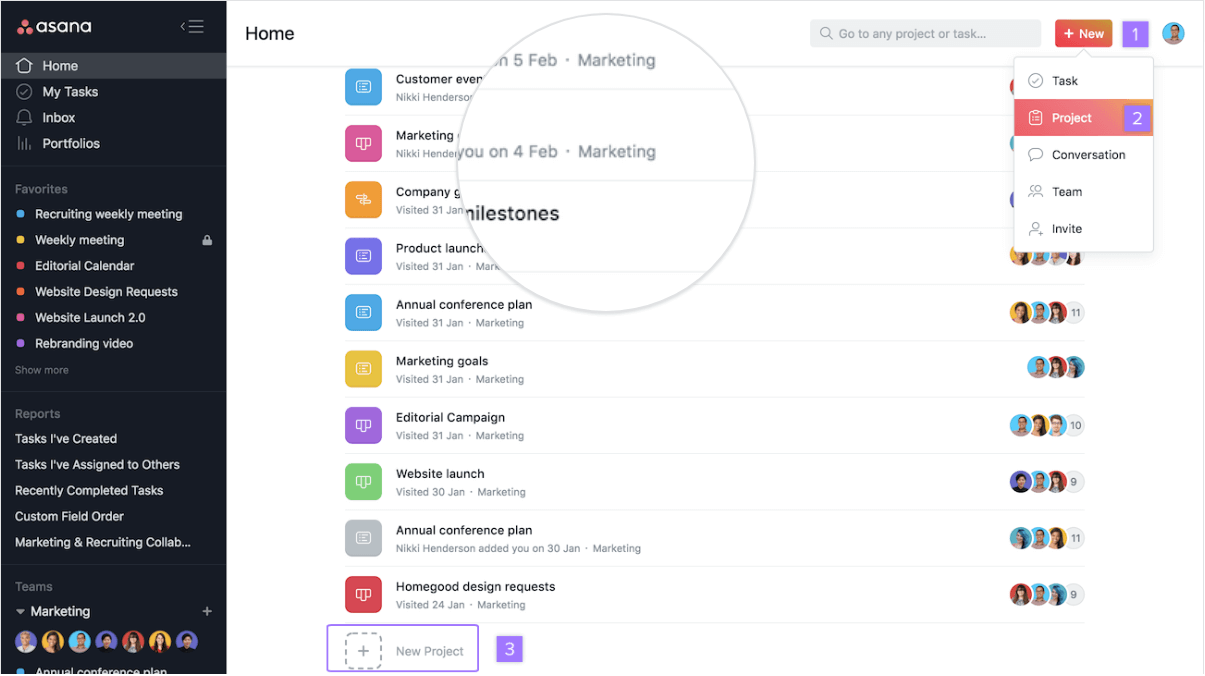 asana
Home
My Tasks
Inbox
Portfolios
Favorites
Recruiting weekly meeting
Weekly meeting
Editorial Calendar
Website Design Requests
Website Launch 2.0
Rebranding video
Show more
Reports
Tasks I've Created
Tasks I've Assigned to Others
Recently Completed Tasks
Custom Field Order
Marketing & Recruiting Collab...
Teams
Marketing
+
Annual conference plan
Home
Go to any project or task...
+ New
1
Task
Project
2
Conversation
Team
Invite
on 5 Feb · Marketing
you on 4 Feb · Marketing
milestones
Customer
Nikki Henderson
Marketing
Nikki
Company
Visited 31 Jan
Product launch
Visited 31 Jan ·
Annual conference plan
Visited 31 Jan · Marketing
11
Marketing goals
Visited 31 Jan · Marketing
Editorial Campaign
Visited 31 Jan · Marketing
10
Website launch
Visited 30 Jan · Marketing
9
Annual conference plan
Nikki Henderson added you on 30 Jan · Marketing
11
Homegood design requests
Visited 24 Jan · Marketing
9
+ New Project
3